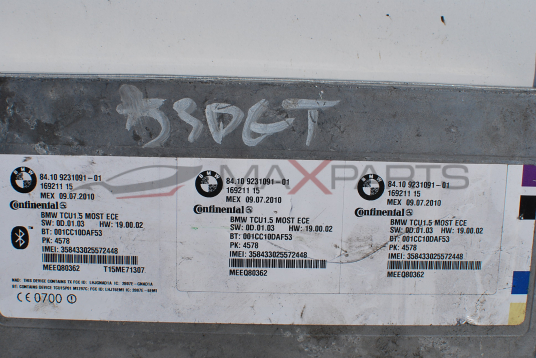 53DGT
MAXPARTS
84.10 9231091-01
169211 15
MEX 09.07.2010
Continental
BMW TCU1.5 MOST ECE
SW: 00.01.03 HW: 19.00.02
BT: 001CC10DAF53
PK: 4578
IMEI: 358433025572448
MEEQ80362 T15ME71307
CE 0700
84.10 9231091-01
169211 15
MEX 09.07.2010
Continental
BMW TCU1.5 MOST ECE
SW: 00.01.03 HW: 19.00.02
BT: 001CC10DAF53
PK: 4578
IMEI: 358433025572448
MEEQ80362
84.10 9231091-01
169211 15
MEX 09.07.2010
Continental
BMW TCU1.5 MOST ECE
SW: 00.01.03 HW: 19.00.02
BT: 001CC10DAF53
PK: 4578
IMEI: 358433025572448
MEEQ80362